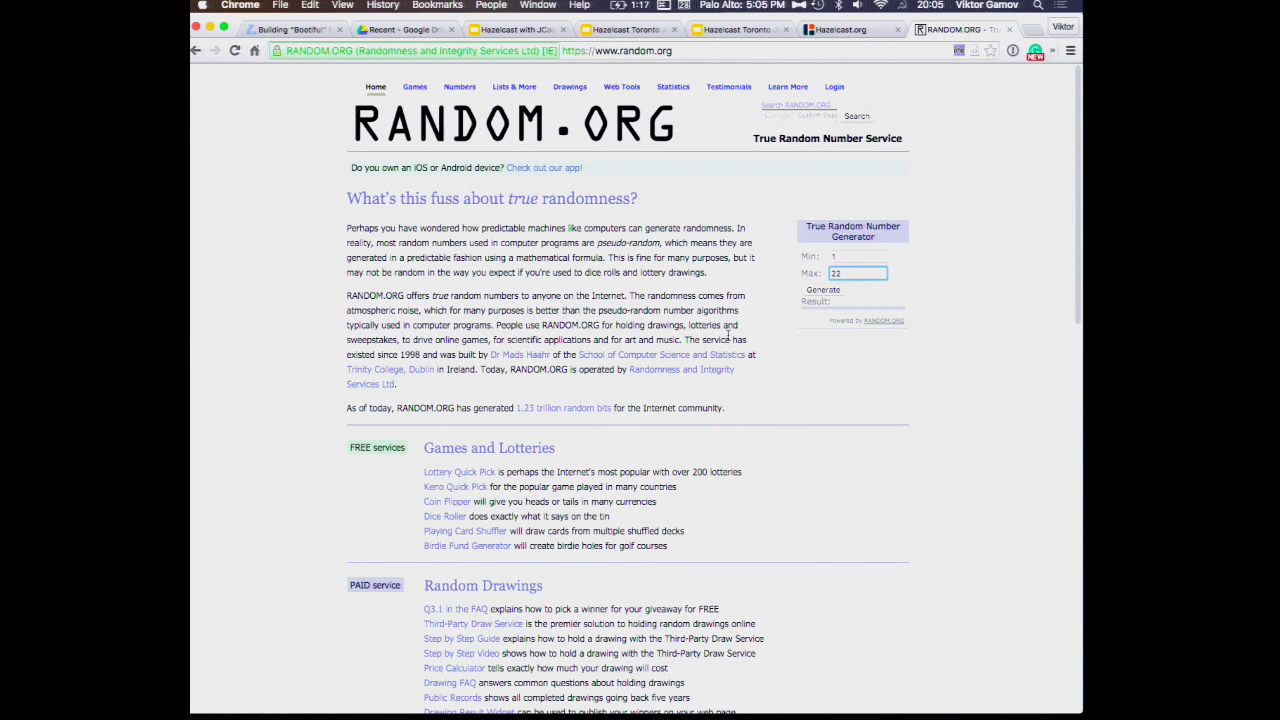 Chrome File Edit View History Bookmarks People Window Help 1:17 28 Palo Alto: 5:05 PM 20:05 Viktor Gamov
Building "Bootiful" M Recent - Google Dri Hazelcast with JCa Hazelcast Toronto J Hazelcast Toronto J Hazelcast.org RANDOM.ORG - Tru Viktor
RANDOM.ORG (Randomness and Integrity Services Ltd) [IE] https://www.random.org NEW
Home Games Numbers Lists & More Drawings Web Tools Statistics Testimonials Learn More Login
RANDOM.ORG
Search RANDOM.ORG
Google Custom Sea Search
True Random Number Service
Do you own an iOS or Android device? Check out our app!
What's this fuss about true randomness?
Perhaps you have wondered how predictable machines like computers can generate randomness. In
reality, most random numbers used in computer programs are pseudo-random, which means they are
generated in a predictable fashion using a mathematical formula. This is fine for many purposes, but it
may not be random in the way you expect if you're used to dice rolls and lottery drawings.
RANDOM.ORG offers true random numbers to anyone on the Internet. The randomness comes from
atmospheric noise, which for many purposes is better than the pseudo-random number algorithms
typically used in computer programs. People use RANDOM.ORG for holding drawings, lotteries and
sweepstakes, to drive online games, for scientific applications and for art and music. The service has
existed since 1998 and was built by Dr Mads Haahr of the School of Computer Science and Statistics at
Trinity College, Dublin in Ireland. Today, RANDOM.ORG is operated by Randomness and Integrity
Services Ltd.
As of today, RANDOM.ORG has generated 1.23 trillion random bits for the Internet community.
True Random Number
Generator
Min: 1
Max: 22
Generate
Result:
Powered by RANDOM.ORG
FREE services
Games and Lotteries
Lottery Quick Pick is perhaps the Internet's most popular with over 200 lotteries
Keno Quick Pick for the popular game played in many countries
Coin Flipper will give you heads or tails in many currencies
Dice Roller does exactly what it says on the tin
Playing Card Shuffler will draw cards from multiple shuffled decks
Birdie Fund Generator will create birdie holes for golf courses
PAID service
Random Drawings
Q3.1 in the FAQ explains how to pick a winner for your giveaway for FREE
Third-Party Draw Service is the premier solution to holding random drawings online
Step by Step Guide explains how to hold a drawing with the Third-Party Draw Service
Step by Step Video shows how to hold a drawing with the Third-Party Draw Service
Price Calculator tells exactly how much your drawing will cost
Drawing FAQ answers common questions about holding drawings
Public Records shows all completed drawings going back five years
Drawing Result Widget can be used to publish your winners on your web page